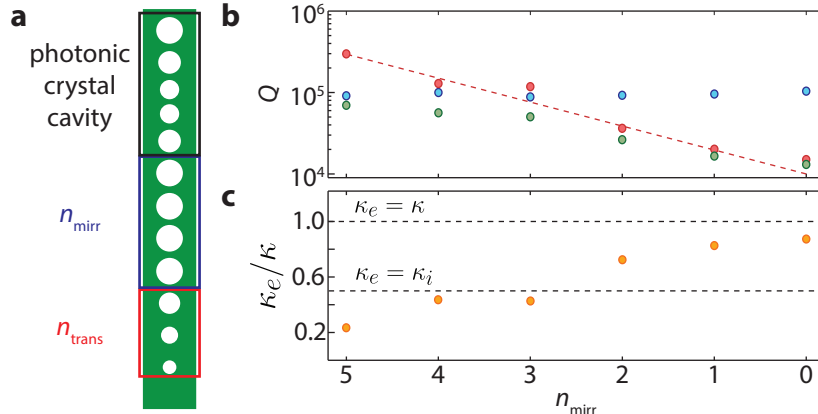 a
photonic
crystal
cavity
n_mirr
n_trans
b
Q
10^6
10^5
10^4
c
κ_e/κ
1.0
0.6
0.2
κ_e = κ
κ_e = κ_i
5 4 3 2 1 0
n_mirr